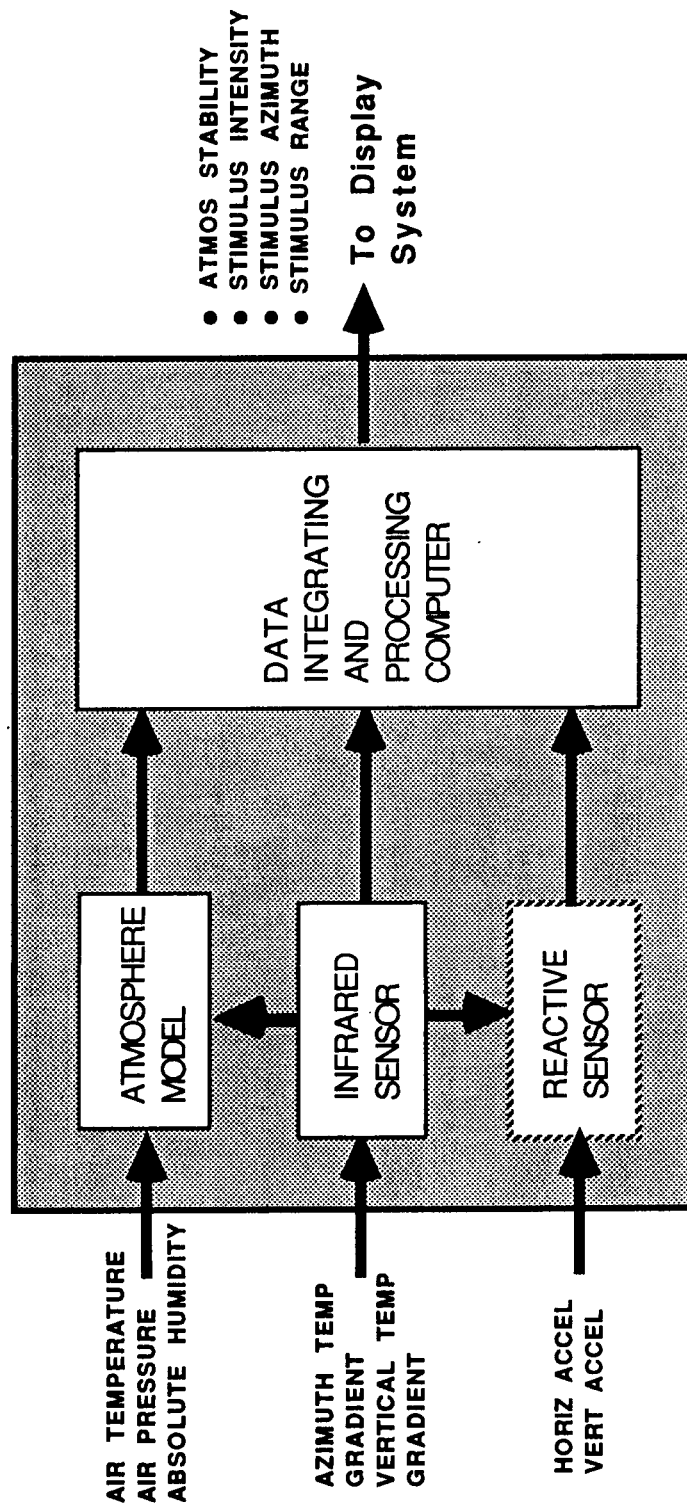 AIR TEMPERATURE
AIR PRESSURE
ABSOLUTE HUMIDITY
AZIMUTH TEMP
GRADIENT
VERTICAL TEMP
GRADIENT
HORIZ ACCEL
VERT ACCEL
ATMOSPHERE
MODEL
INFRARED
SENSOR
REACTIVE
SENSOR
DATA
INTEGRATING
AND
PROCESSING
COMPUTER
• ATMOS STABILITY
• STIMULUS INTENSITY
• STIMULUS AZIMUTH
• STIMULUS RANGE
To Display
System